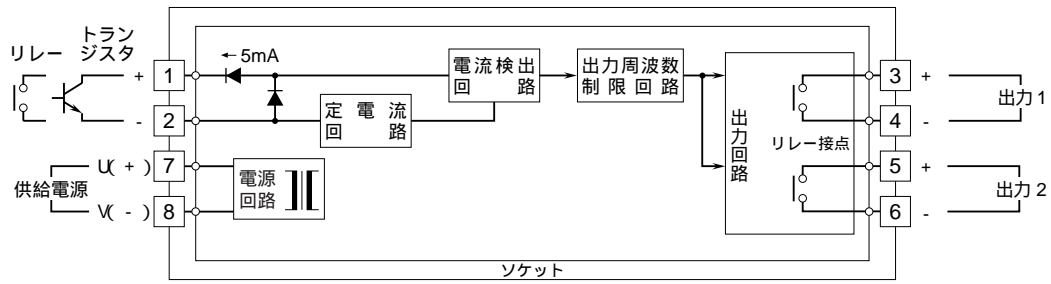 リレー
トラン
ジスタ
+
-
1
2
← 5mA
電流検出
回路
出力周波数
制限回路
定電流
回路
供給電源
U( + )
V( - )
7
8
電源
回路
出力回路
リレー接点
3
4
+
-
出力 1
5
6
+
-
出力 2
ソケット